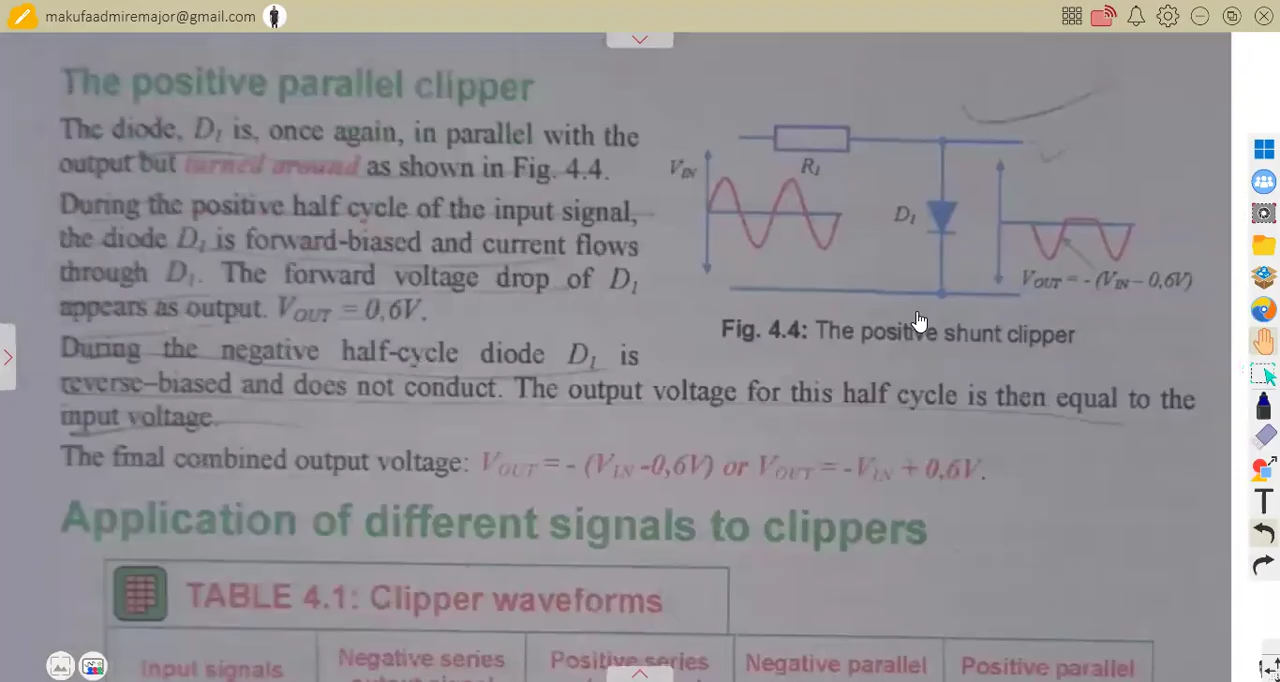 makufaadmiremajor@gmail.com
The positive parallel clipper
The diode, D1 is, once again, in parallel with the
output but turned around as shown in Fig. 4.4.
During the positive half cycle of the input signal,
the diode D1 is forward-biased and current flows
through D1. The forward voltage drop of D1
appears as output. VOUT = 0,6V.
During the negative half-cycle diode D1 is
reverse–biased and does not conduct. The output voltage for this half cycle is then equal to the
input voltage.
The final combined output voltage: VOUT = - (VIN -0,6V) or VOUT = -VIN + 0,6V.
VIN
R1
D1
VOUT = - (VIN – 0,6V)
Fig. 4.4: The positive shunt clipper
Application of different signals to clippers
TABLE 4.1: Clipper waveforms
Input signals
Negative series
Positive series
Negative parallel
Positive parallel